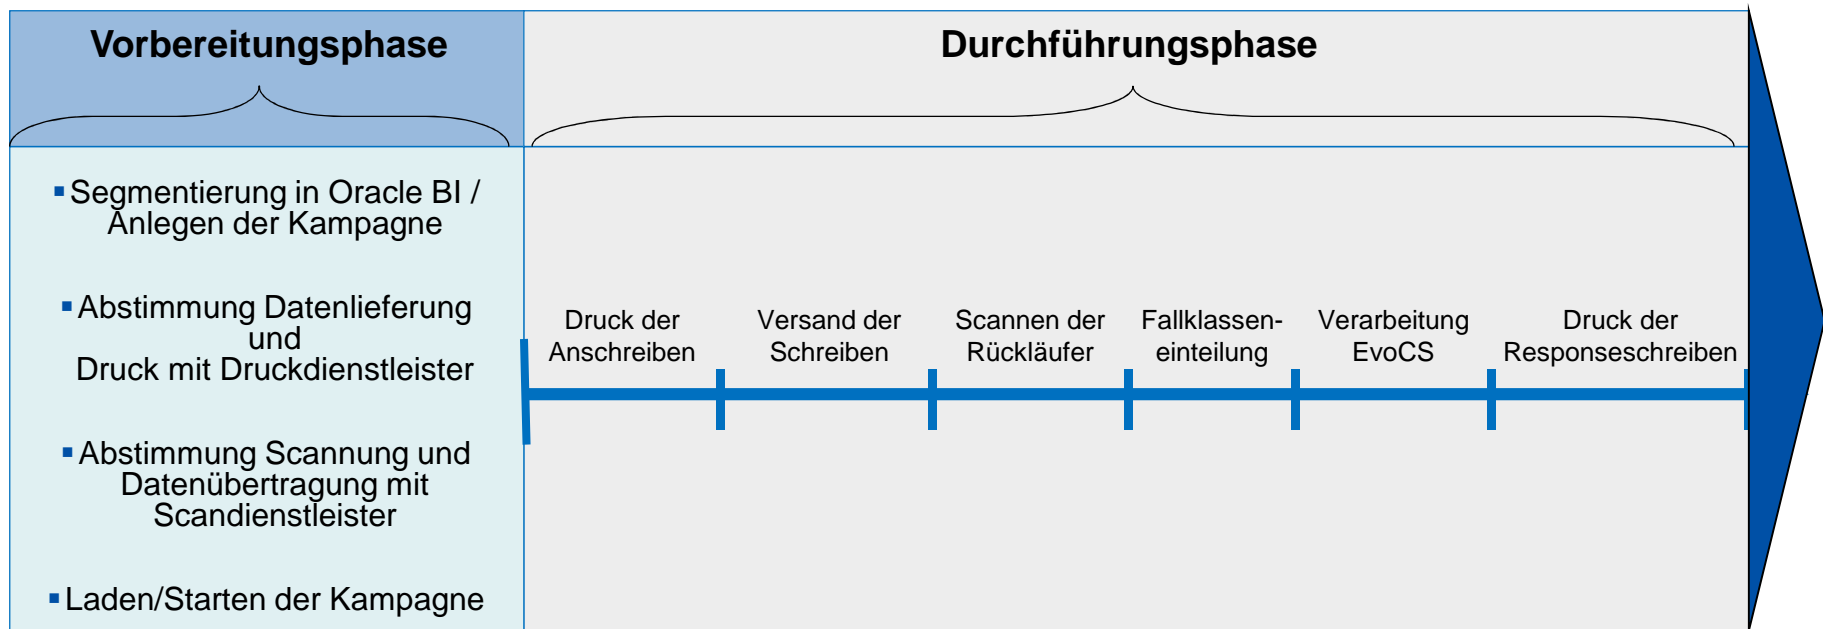 Vorbereitungsphase
Durchführungsphase
▪ Segmentierung in Oracle BI /
Anlegen der Kampagne
▪ Abstimmung Datenlieferung
und
Druck mit Druckdienstleister
▪ Abstimmung Scannung und
Datenübertragung mit
Scandienstleister
▪ Laden/Starten der Kampagne
Druck der
Anschreiben
Versand der
Schreiben
Scannen der
Rückläufer
Fallklassen-
einteilung
Verarbeitung
EvoCS
Druck der
Responseschreiben